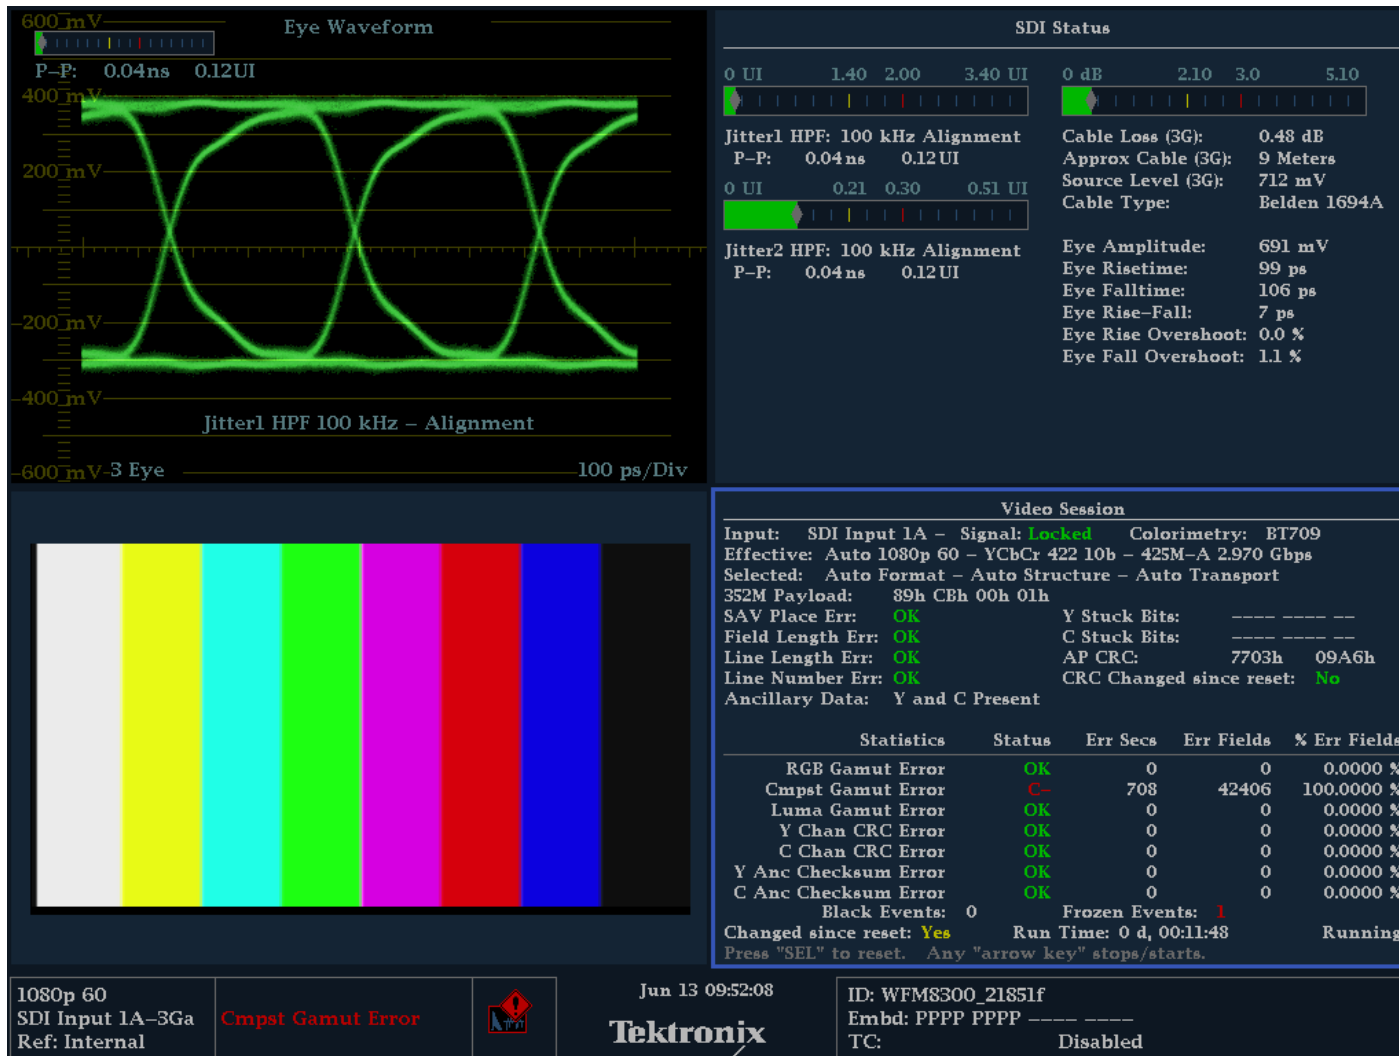 600 mV
Eye Waveform
P-P: 0.04ns 0.12UI
400 mV
200 mV
-200 mV
-400 mV
Jitter1 HPF 100 kHz - Alignment
-600 mV
3 Eye
100 ps/Div
SDI Status
0 UI 1.40 2.00 3.40 UI
Jitter1 HPF: 100 kHz Alignment
P-P: 0.04ns 0.12UI
0 UI 0.21 0.30 0.51 UI
Jitter2 HPF: 100 kHz Alignment
P-P: 0.04ns 0.12UI
0 dB 2.10 3.0 5.10
Cable Loss (3G): 0.48 dB
Approx Cable (3G): 9 Meters
Source Level (3G): 712 mV
Cable Type: Belden 1694A
Eye Amplitude: 691 mV
Eye Risetime: 99 ps
Eye Falltime: 106 ps
Eye Rise-Fall: 7 ps
Eye Rise Overshoot: 0.0 %
Eye Fall Overshoot: 1.1 %
Video Session
Input: SDI Input 1A - Signal: Locked Colorimetry: BT709
Effective: Auto 1080p 60 - YCbCr 422 10b - 425M-A 2.970 Gbps
Selected: Auto Format - Auto Structure - Auto Transport
352M Payload: 89h CBh 00h 01h
SAV Place Err: OK Y Stuck Bits: ---- ---- --
Field Length Err: OK C Stuck Bits: ---- ---- --
Line Length Err: OK AP CRC: 7703h 09A6h
Line Number Err: OK CRC Changed since reset: No
Ancillary Data: Y and C Present
Statistics Status Err Secs Err Fields % Err Fields
RGB Gamut Error OK 0 0 0.0000 %
Cmpst Gamut Error C- 708 42406 100.0000 %
Luma Gamut Error OK 0 0 0.0000 %
Y Chan CRC Error OK 0 0 0.0000 %
C Chan CRC Error OK 0 0 0.0000 %
Y Anc Checksum Error OK 0 0 0.0000 %
C Anc Checksum Error OK 0 0 0.0000 %
Black Events: 0 Frozen Events: 1
Changed since reset: Yes Run Time: 0 d, 00:11:48 Running
Press "SEL" to reset. Any "arrow key" stops/starts.
1080p 60
SDI Input 1A-3Ga
Ref: Internal
Cmpst Gamut Error
Jun 13 09:52:08
Tektronix
ID: WFM8300_21851f
Embd: PPPP PPPP ---- ----
TC: Disabled